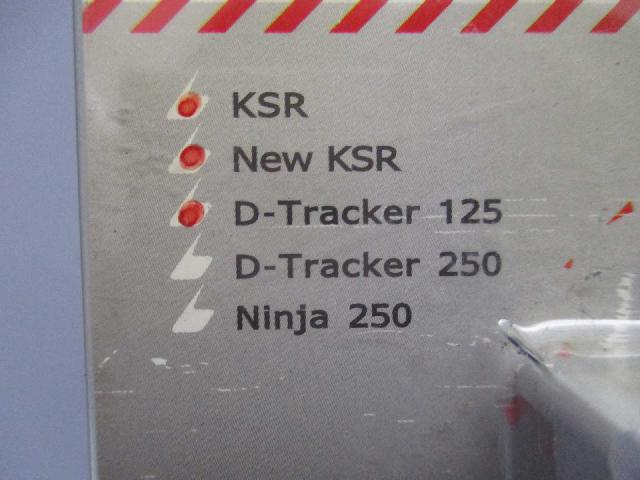 KSR
New KSR
D-Tracker 125
D-Tracker 250
Ninja 250